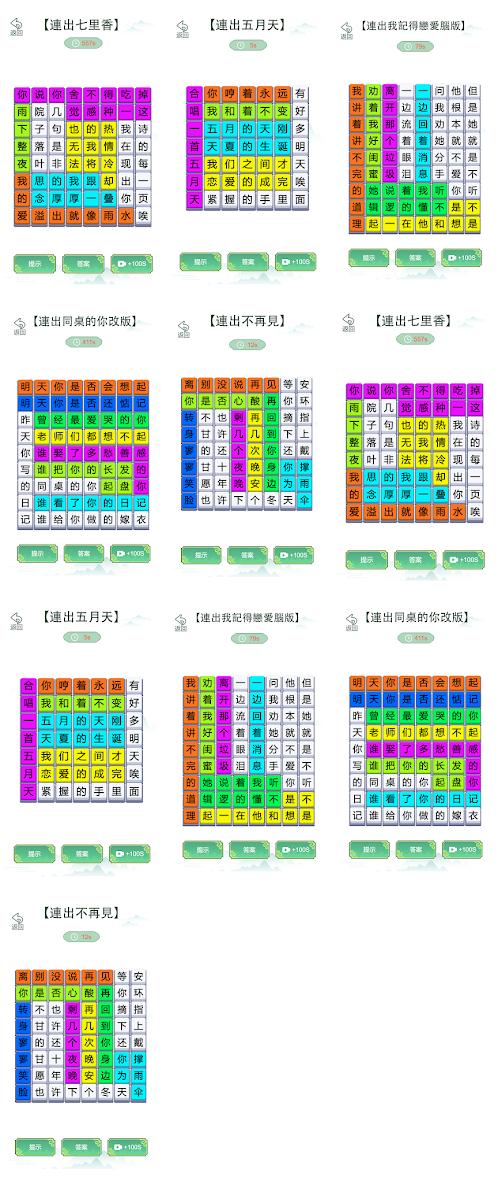 【連出七里香】
返回
567s
你说你舍不得吃掉
雨院几觉感种一这
下子句也的热我诗
整落是无我情在的
夜叶非法将冷现每
我思的我跟却出一
的念厚厚一叠你页
爱溢出就像雨水唉
提示 答案 +100S
【連出五月天】
返回
5s
合你哼着永远有
唱我和着不变好
一五月的天刚多
首天夏的生诞明
五我们之间才明
月恋爱的成完天
天紧握的手里面
提示 答案 +100S
【連出我記得戀愛腦版】
返回
79s
我劝离一一问他但
讲着开边边我根是
着我那流回劝本她
讲好个着着她就就
不闺垃眼消分不是
完蜜圾泪息手爱不
的她说着我听你听
道辑逻的懂不是不
理起一在他和想是
提示 答案 +100S
【連出同桌的你改版】
返回
411s
明天你是否会想起
明天你是否还惦记
昨曾经最爱哭的你
天老师们都想不起
你谁娶了多愁善感
写谁把你的长发的
的同桌的你起盘你
日谁看了你的日记
记谁给你做的嫁衣
提示 答案 +100S
【連出不再見】
返回
12s
离别没说再见等安
你是否心酸再你环
转不也剩几回摘指
身甘许几几到下上
寥甘还个次你还戴
寥还十夜晚身你撑
笑愿年晚安边为雨
脸也许下个冬天伞
提示 答案 +100S
【連出七里香】
返回
567s
你说你舍不得吃掉
雨院几觉感种一这
下子句也的热我诗
整落是无我情在的
夜叶非法将冷现每
我思的我跟却出一
的念厚厚一叠你页
爱溢出就像雨水唉
提示 答案 +100S
【連出五月天】
返回
5s
合你哼着永远有
唱我和着不变好
一五月的天刚多
首天夏的生诞明
五我们之间才明
月恋爱的成完天
天紧握的手里面
提示 答案 +100S
【連出我記得戀愛腦版】
返回
79s
我劝离一一问他但
讲着开边边我根是
着我那流回劝本她
讲好个着着她就就
不闺垃眼消分不是
完蜜圾泪息手爱不
的她说着我听你听
道辑逻的懂不是不
理起一在他和想是
提示 答案 +100S
【連出同桌的你改版】
返回
411s
明天你是否会想起
明天你是否还惦记
昨曾经最爱哭的你
天老师们都想不起
你谁娶了多愁善感
写谁把你的长发的
的同桌的你起盘你
日谁看了你的日记
记谁给你做的嫁衣
提示 答案 +100S
【連出不再見】
返回
12s
离别没说再见等安
你是否心酸再你环
转不也剩几回摘指
身甘许几几到下上
寥甘还个次你还戴
寥还十夜晚身你撑
笑愿年晚安边为雨
脸也许下个冬天伞
提示 答案 +100S